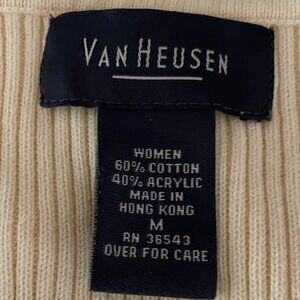 VAN HEUSEN
WOMEN
60% COTTON
40% ACRYLIC
MADE IN
HONG KONG
M
RN 36543
OVER FOR CARE